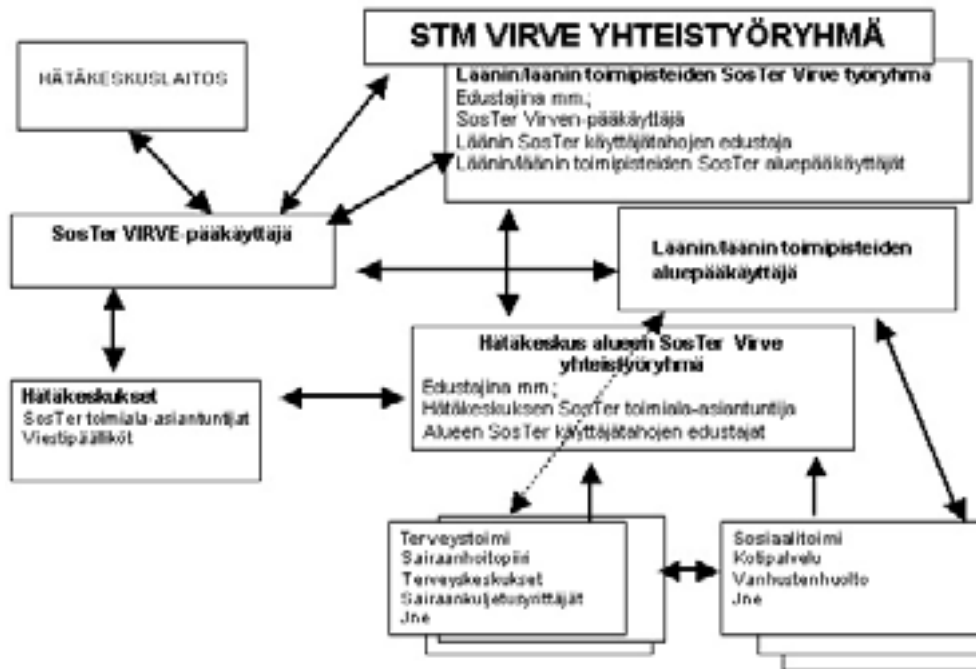 STM VIRVE YHTEISTYÖRYHMÄ
HÄTÄKESKUSLAITOS
Läänin/läänin toimipisteiden SosTer Virve työryhmä
Edustajina mm.;
SosTer Virven-pääkäyttäjä
Läänin SosTer käyttäjätahojen edustaja
Läänin/läänin toimipisteiden SosTer aluepääkäyttäjät
SosTer VIRVE-pääkäyttäjä
Läänin/läänin toimipisteiden
aluepääkäyttäjä
Hätäkeskus alueen SosTer Virve
yhteistyöryhmä
Edustajina mm.;
Hätäkeskuksen SosTer toimiala-asiantuntija
Alueen SosTer käyttäjätahojen edustajat
Hätäkeskukset
SosTer toimiala-asiantuntijat
Viestipäälliköt
Terveystoimi
Sairaanhoitopiiri
Terveyskeskukset
Sairaankuljetusyrittäjät
Jne
Sosiaalitoimi
Kotipalvelu
Vanhustenhuolto
Jne